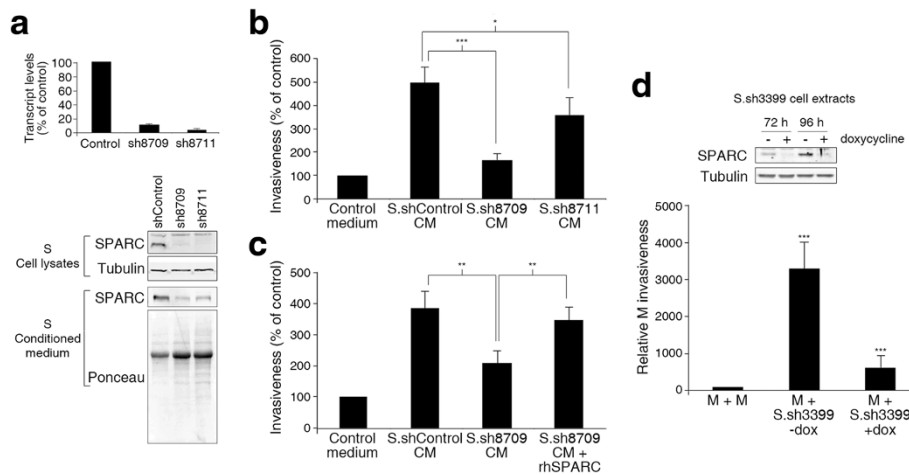 a
Transcript levels
(% of control)
100
80
60
40
20
0
Control sh8709 sh8711
shControl
sh8709
sh8711
S
Cell lysates
SPARC
Tubulin
S
Conditioned
medium
SPARC
Ponceau
b
Invasiveness (% of control)
600
500
400
300
200
100
0
*
***
Control
medium
S.shControl
CM
S.sh8709
CM
S.sh8711
CM
c
Invasiveness (% of control)
500
400
300
200
100
0
**
**
Control
medium
S.shControl
CM
S.sh8709
CM
S.sh8709
CM +
rhSPARC
d
S.sh3399 cell extracts
72 h 96 h
- + - + doxycycline
SPARC
Tubulin
Relative M invasiveness
5000
4000
3000
2000
1000
0
***
***
M + M
M +
S.sh3399
-dox
M +
S.sh3399
+dox